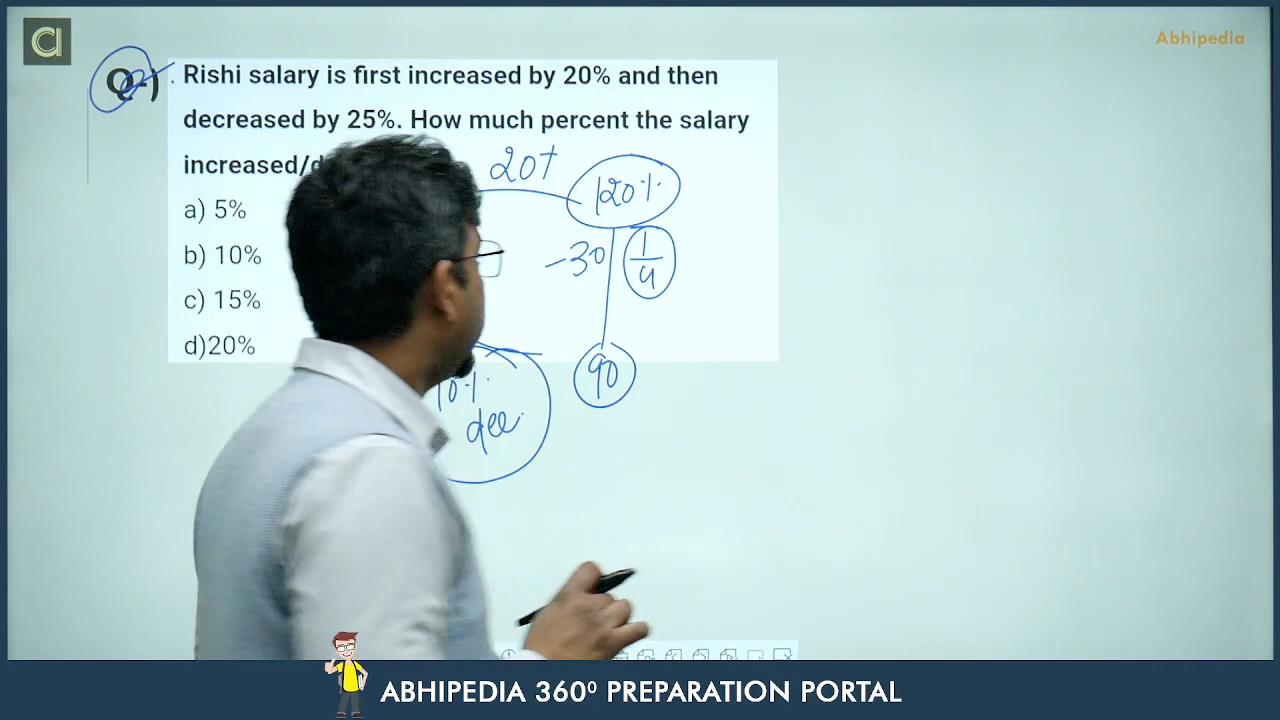 Abhipedia
Q-)
Rishi salary is first increased by 20% and then
decreased by 25%. How much percent the salary
increased/d
a) 5%
b) 10%
c) 15%
d)20%
20↑
120%
-30
1
4
90
10%
dec
ABHIPEDIA 360⁰ PREPARATION PORTAL